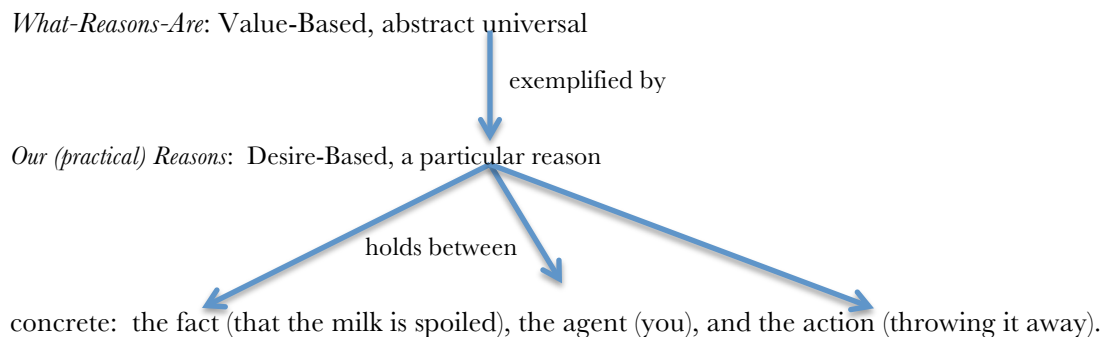 What-Reasons-Are: Value-Based, abstract universal
exemplified by
Our (practical) Reasons: Desire-Based, a particular reason
holds between
concrete: the fact (that the milk is spoiled), the agent (you), and the action (throwing it away).